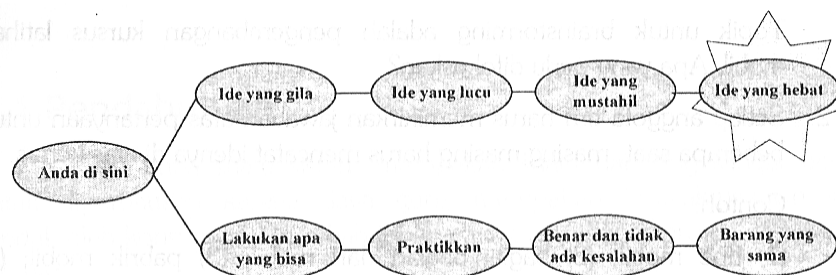 Ide yang gila
Ide yang lucu
Ide yang
mustahil
Ide yang hebat
Anda di sini
Lakukan apa
yang bisa
Praktikkan
Benar dan tidak
ada kesalahan
Barang yang
sama